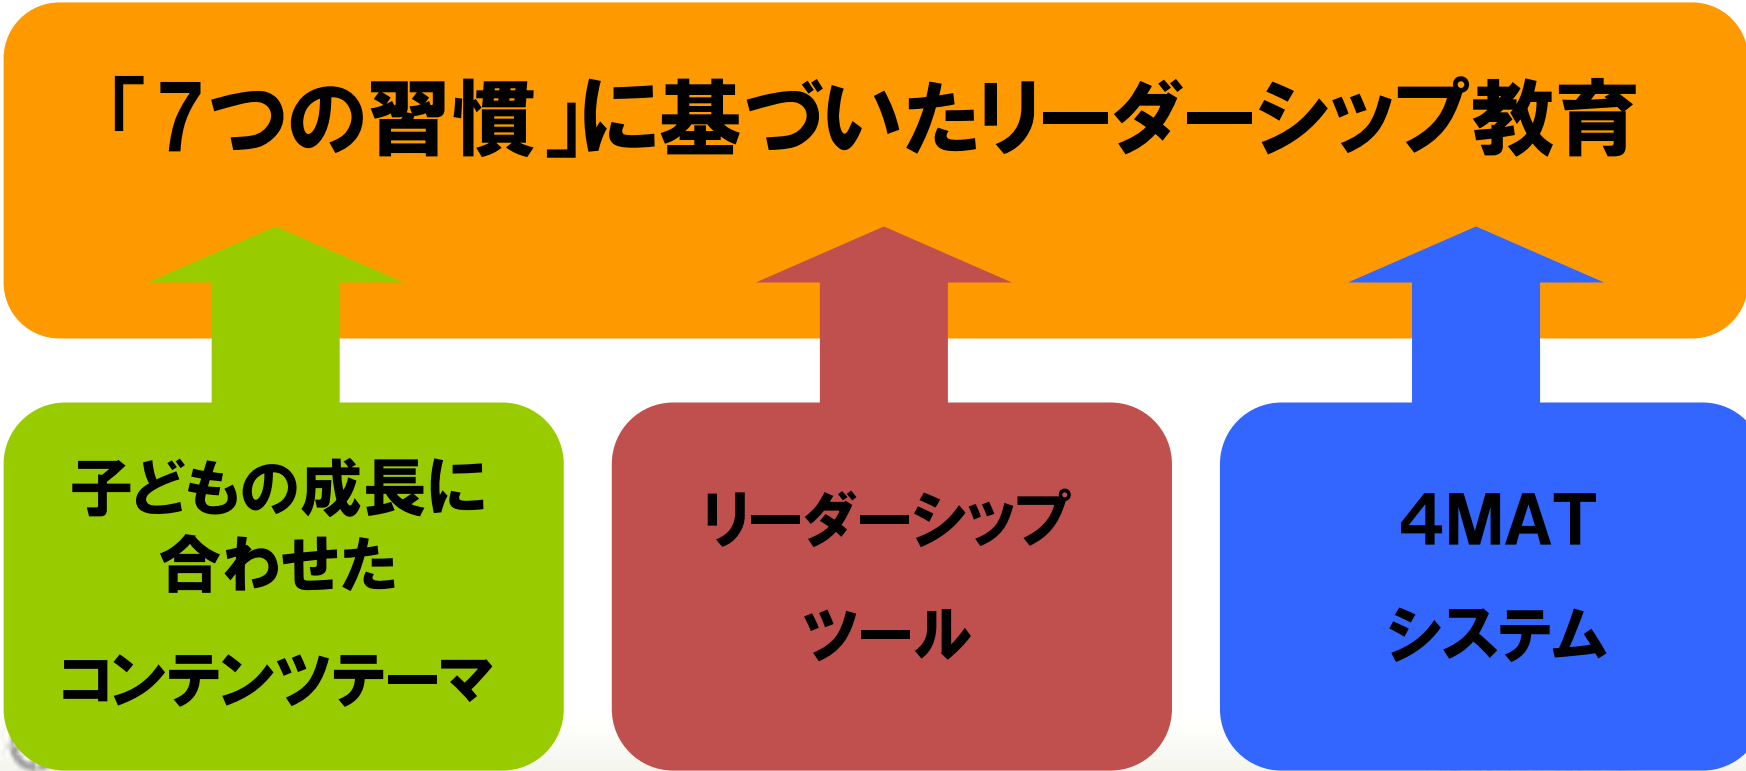 「7つの習慣」に基づいたリーダーシップ教育
子どもの成長に
合わせた
コンテンツテーマ
リーダーシップ
ツール
4MAT
システム